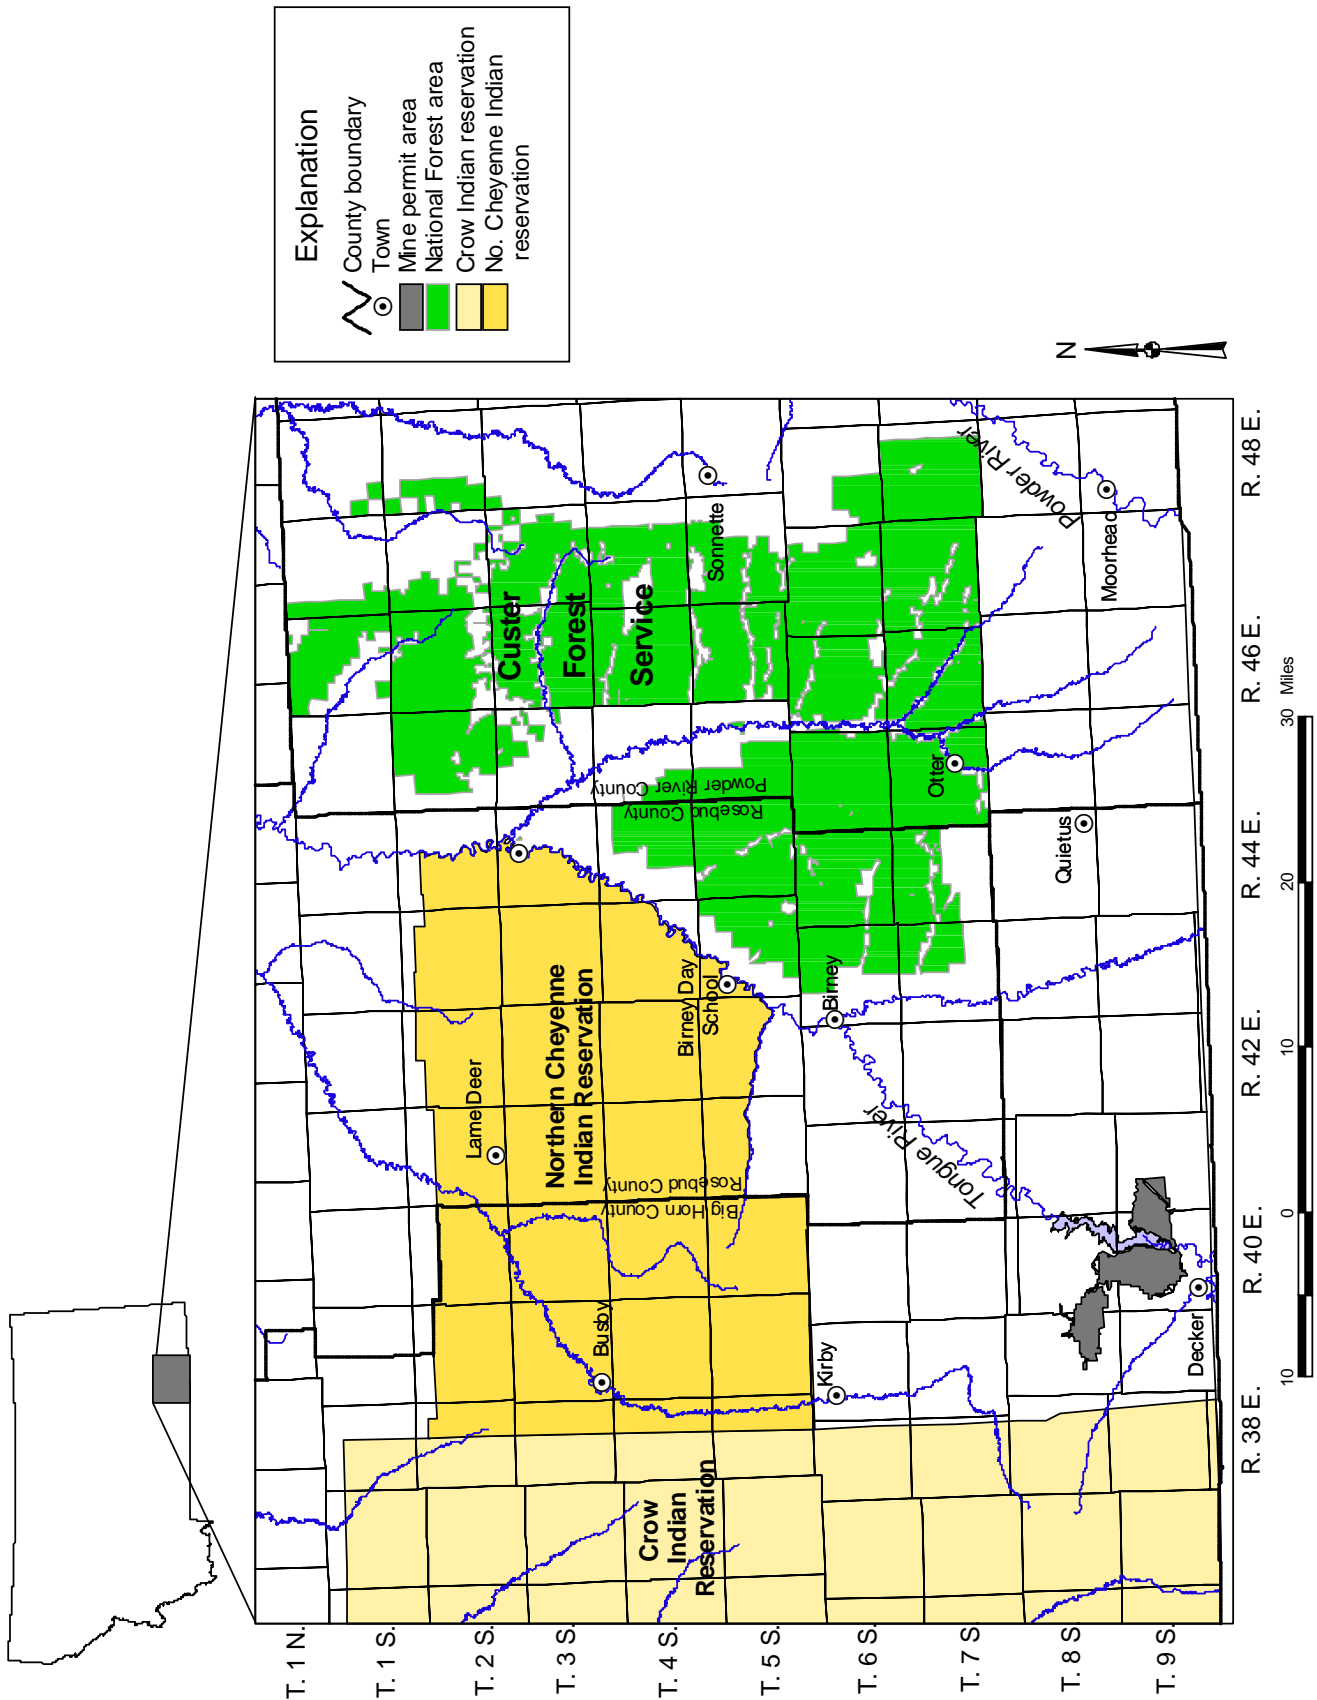 Explanation
County boundary
Town
Mine permit area
National Forest area
Crow Indian reservation
No. Cheyenne Indian
reservation
N
T. 1 N.
T. 1 S.
T. 2 S.
T. 3 S.
T. 4 S.
T. 5 S.
T. 6 S.
T. 7 S.
T. 8 S.
T. 9 S.
R. 38 E.
R. 40 E.
R. 42 E.
R. 44 E.
R. 46 E.
R. 48 E.
Custer
Forest
Service
Sonnette
Powder River
Moorhead
Powder River County
Rosebud County
Otter
Quietus
Lame Deer
Northern Cheyenne
Indian Reservation
Birney Day
School
Birney
Tongue River
Rosebud County
Big Horn County
Busby
Kirby
Decker
Crow
Indian
Reservation
10 0 10 20 30 Miles